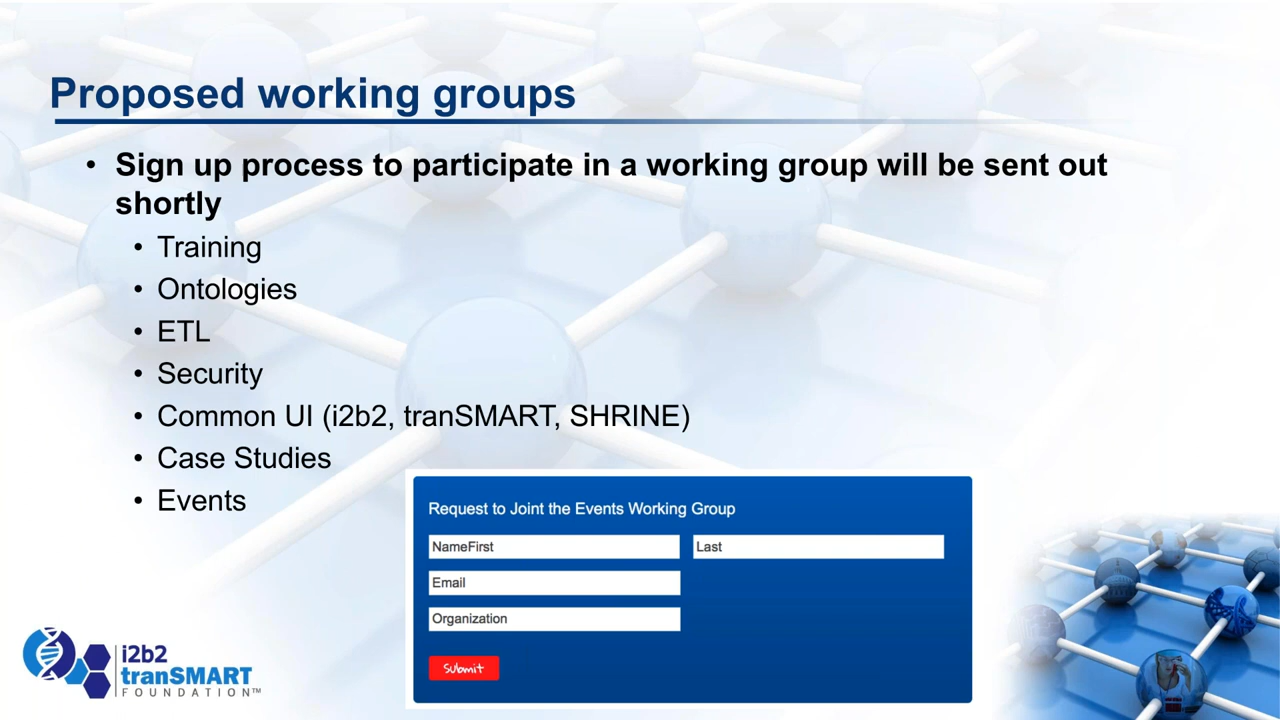 Proposed working groups
• Sign up process to participate in a working group will be sent out
shortly
• Training
• Ontologies
• ETL
• Security
• Common UI (i2b2, tranSMART, SHRINE)
• Case Studies
• Events
Request to Joint the Events Working Group
NameFirst
Last
Email
Organization
Submit
i2b2
tranSMART
FOUNDATION™